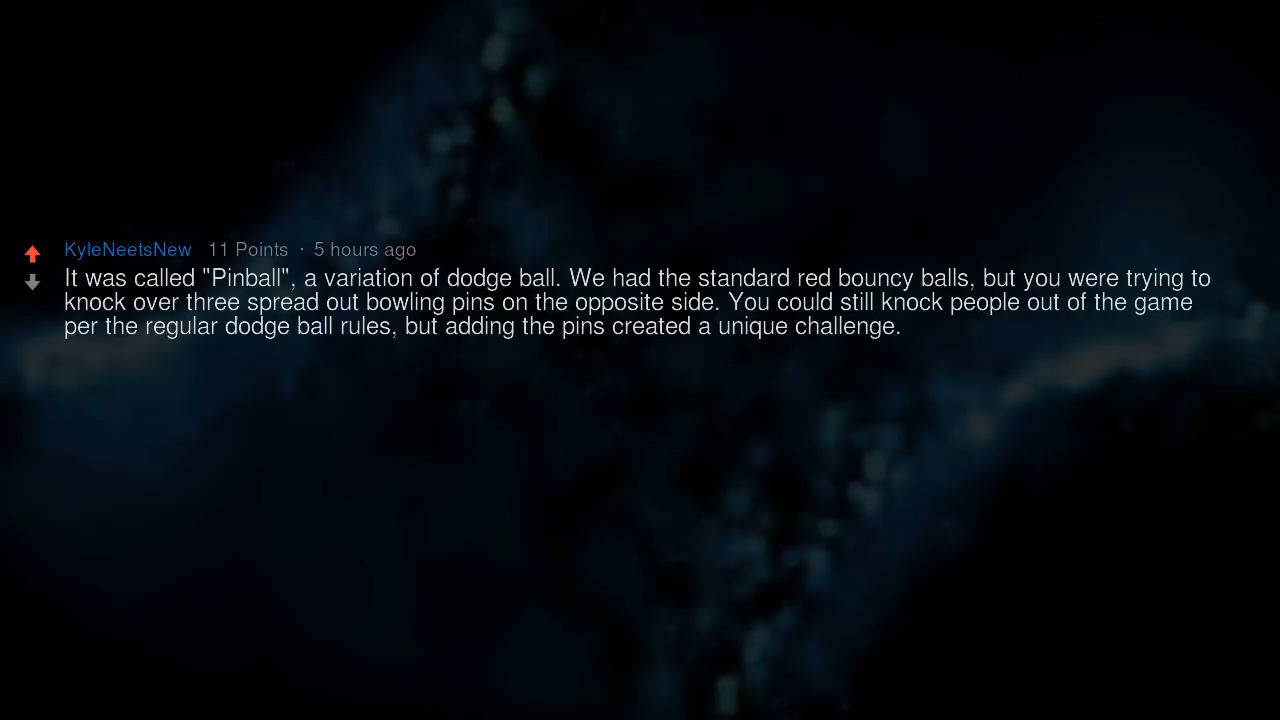 KyleNeetsNew 11 Points · 5 hours ago
It was called "Pinball", a variation of dodge ball. We had the standard red bouncy balls, but you were trying to
knock over three spread out bowling pins on the opposite side. You could still knock people out of the game
per the regular dodge ball rules, but adding the pins created a unique challenge.